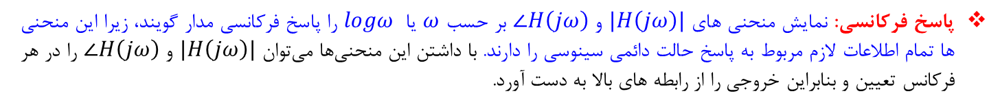 ❖ پاسخ فرکانسی: نمایش منحنی های |H(jω)| و ∠H(jω) بر حسب ω یا logω را پاسخ فرکانسی مدار گویند، زیرا این منحنی
ها تمام اطلاعات لازم مربوط به پاسخ حالت دائمی سینوسی را دارند. با داشتن این منحنی‌ها می‌توان |H(jω)| و ∠H(jω) را در هر
فرکانس تعیین و بنابراین خروجی را از رابطه های بالا به دست آورد.